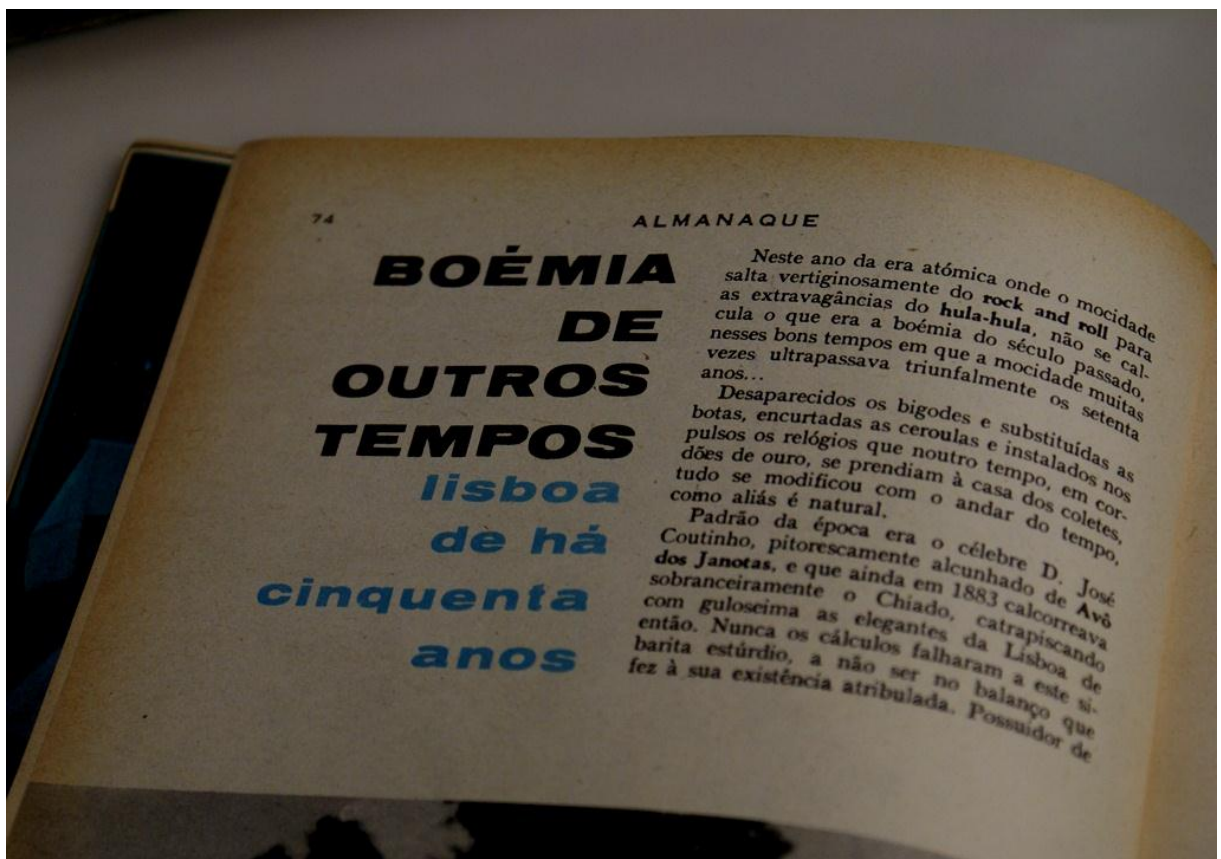 74
ALMANAQUE
BOÉMIA
DE
OUTROS
TEMPOS
lisboa
de há
cinquenta
anos
Neste ano da era atómica onde o mocidade
salta vertiginosamente do rock and roll para
as extravagâncias do hula-hula, não se cal-
cula o que era a boémia do século passado,
nesses bons tempos em que a mocidade muitas
vezes ultrapassava triunfalmente os setenta
anos...
Desaparecidos os bigodes e substituídas as
botas, encurtadas as ceroulas e instalados nos
pulsos os relógios que noutro tempo, em cor-
dões de ouro, se prendiam à casa dos coletes,
tudo se modificou com o andar do tempo,
como aliás é natural.
Padrão da época era o célebre D. José
Coutinho, pitorescamente alcunhado de Avô
dos Janotas, e que ainda em 1883 calcorreava
sobranceiramente o Chiado, catrapiscando
com guloseima as elegantes da Lisboa de
então. Nunca os cálculos falharam a este si-
barita estúrdio, a não ser no balanço que
fez à sua existência atribulada. Possuidor de